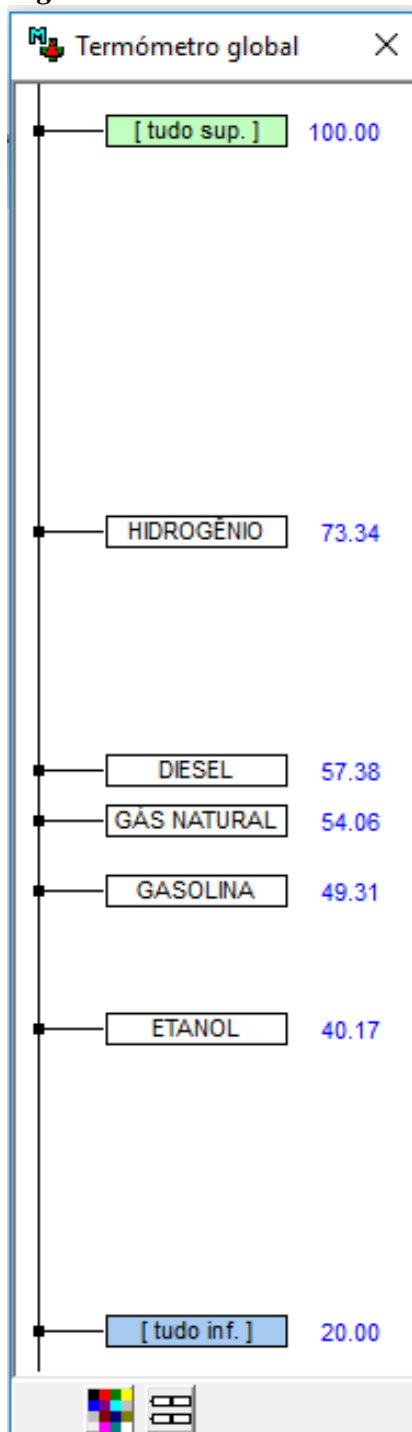 Termómetro global
[ tudo sup. ] 100.00
HIDROGÊNIO 73.34
DIESEL 57.38
GÁS NATURAL 54.06
GASOLINA 49.31
ETANOL 40.17
[ tudo inf. ] 20.00